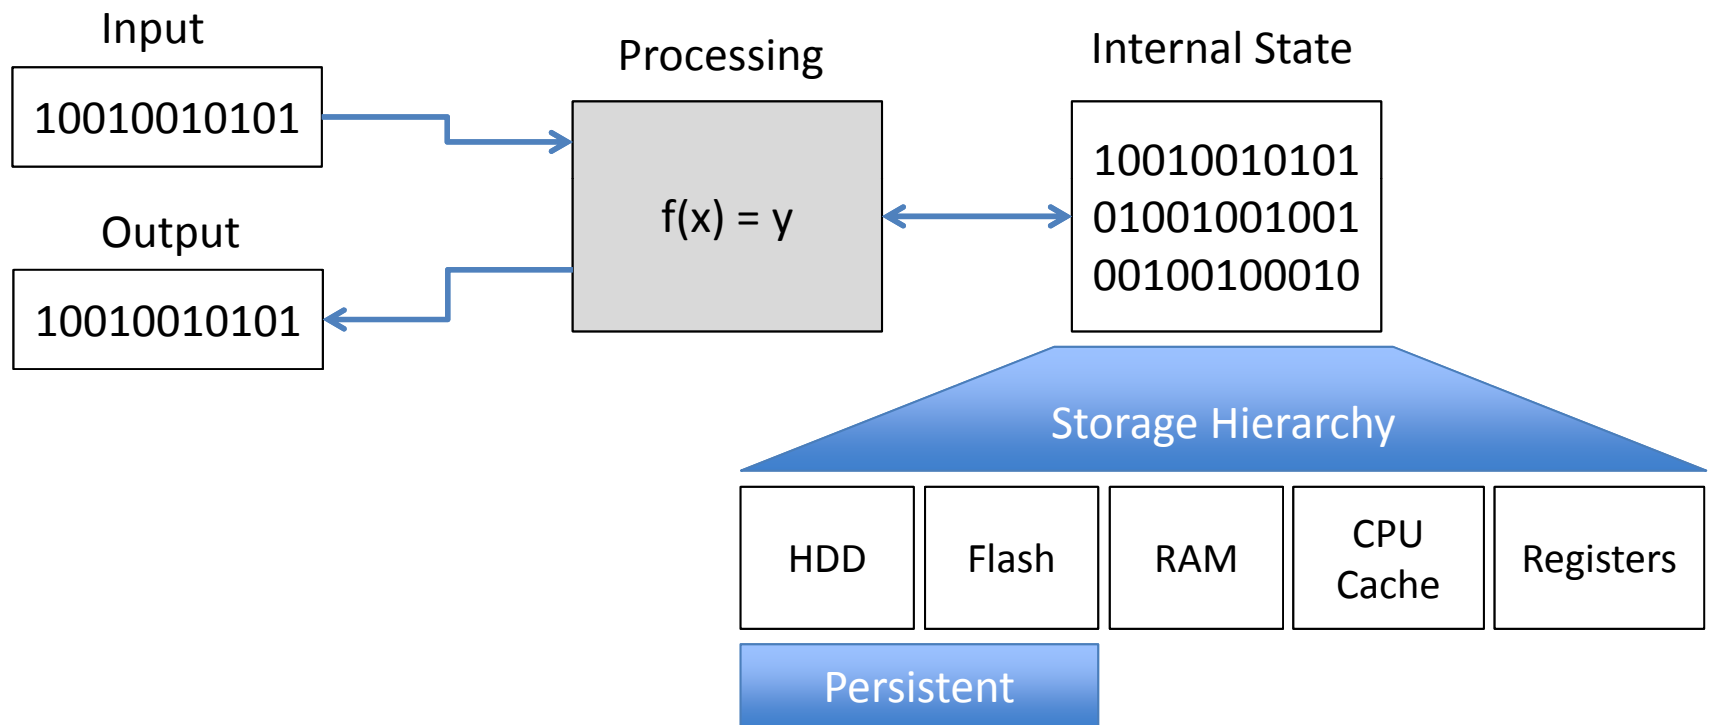 Input
10010010101
Output
10010010101
Processing
f(x) = y
Internal State
10010010101
01001001001
00100100010
Storage Hierarchy
HDD
Flash
RAM
CPU
Cache
Registers
Persistent